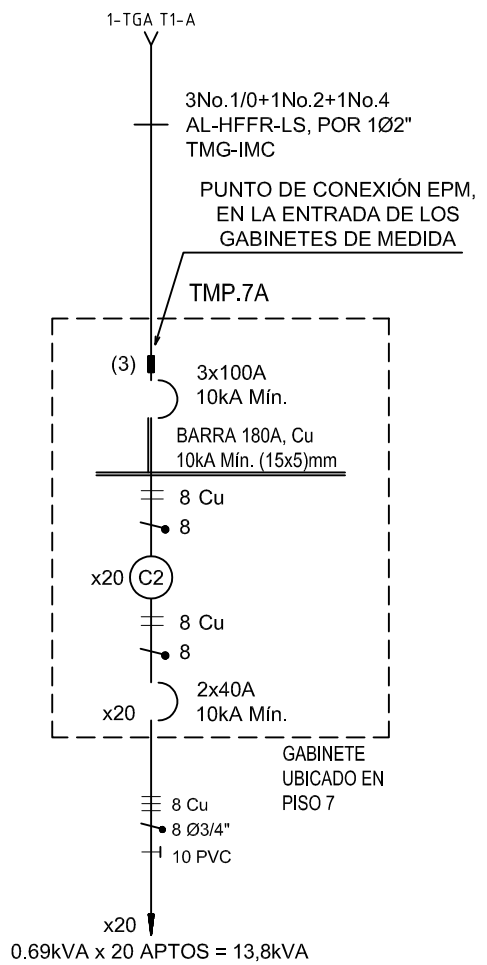 1-TGA T1-A
3No.1/0+1No.2+1No.4
AL-HFFR-LS, POR 1Ø2"
TMG-IMC
PUNTO DE CONEXIÓN EPM,
EN LA ENTRADA DE LOS
GABINETES DE MEDIDA
TMP.7A
(3)
3x100A
10kA Mín.
BARRA 180A, Cu
10kA Mín. (15x5)mm
8 Cu
8
x20
C2
8 Cu
8
2x40A
x20
10kA Mín.
GABINETE
UBICADO EN
PISO 7
8 Cu
8 Ø3/4"
10 PVC
x20
0.69kVA x 20 APTOS = 13,8kVA